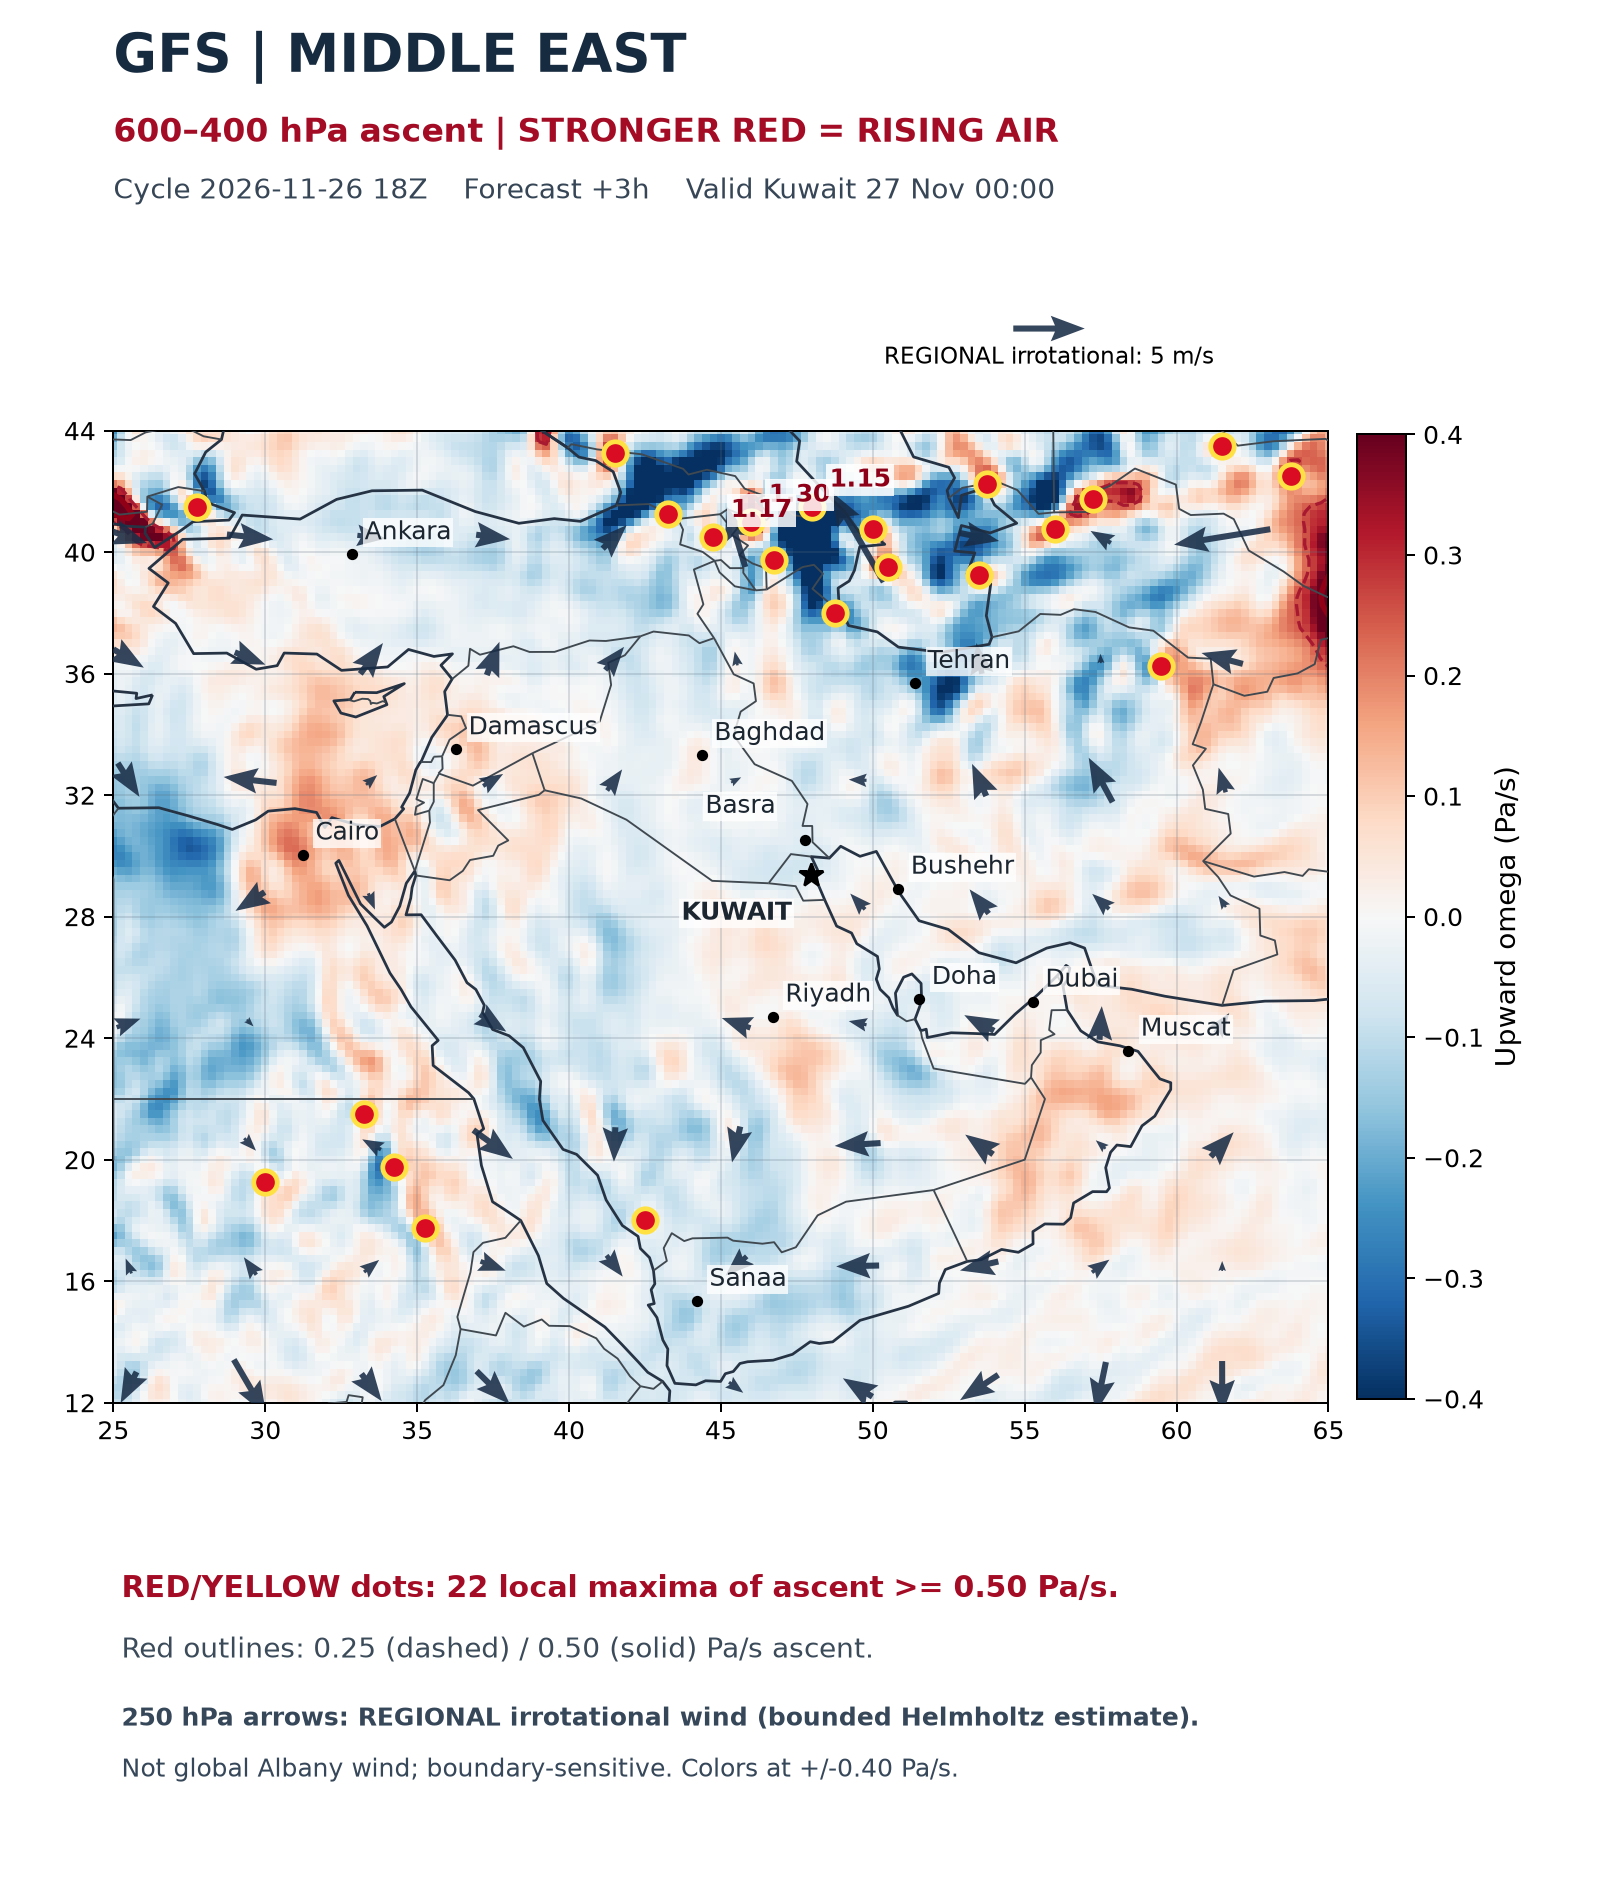 GFS | MIDDLE EAST
600–400 hPa ascent | STRONGER RED = RISING AIR
Cycle 2026-11-26 18Z    Forecast +3h    Valid Kuwait 27 Nov 00:00
REGIONAL irrotational: 5 m/s
44
40
36
32
28
24
20
16
12
25
30
35
40
45
50
55
60
65
1.15
1.30
1.17
Ankara
Tehran
Damascus
Baghdad
Basra
Cairo
Bushehr
KUWAIT
Doha
Dubai
Riyadh
Muscat
Sanaa
0.4
0.3
0.2
0.1
0.0
−0.1
−0.2
−0.3
−0.4
Upward omega (Pa/s)
RED/YELLOW dots: 22 local maxima of ascent >= 0.50 Pa/s.
Red outlines: 0.25 (dashed) / 0.50 (solid) Pa/s ascent.
250 hPa arrows: REGIONAL irrotational wind (bounded Helmholtz estimate).
Not global Albany wind; boundary-sensitive. Colors at +/-0.40 Pa/s.